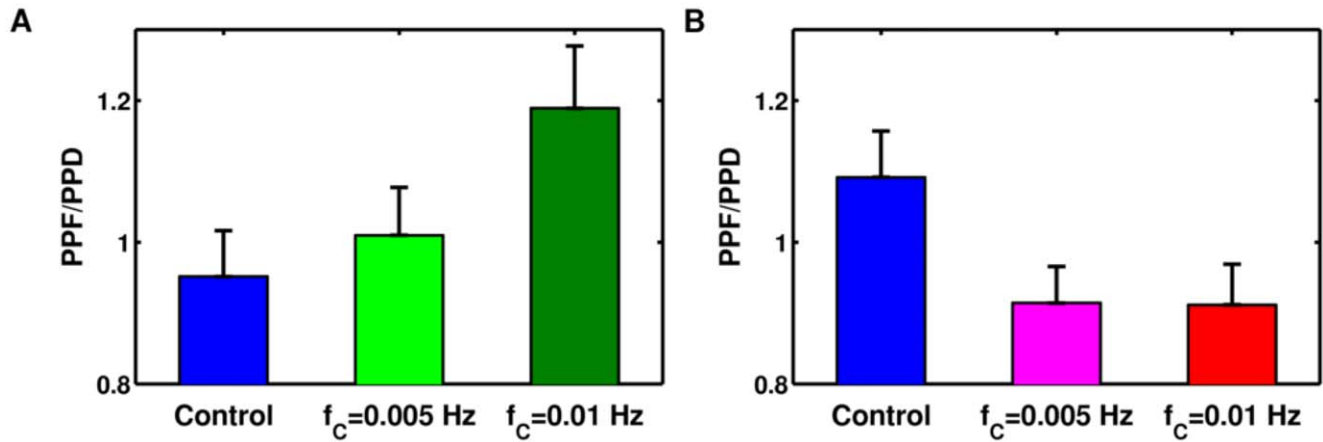 A
PPF/PPD
1.2
1
0.8
Control
f_C=0.005 Hz
f_C=0.01 Hz
B
PPF/PPD
1.2
1
0.8
Control
f_C=0.005 Hz
f_C=0.01 Hz